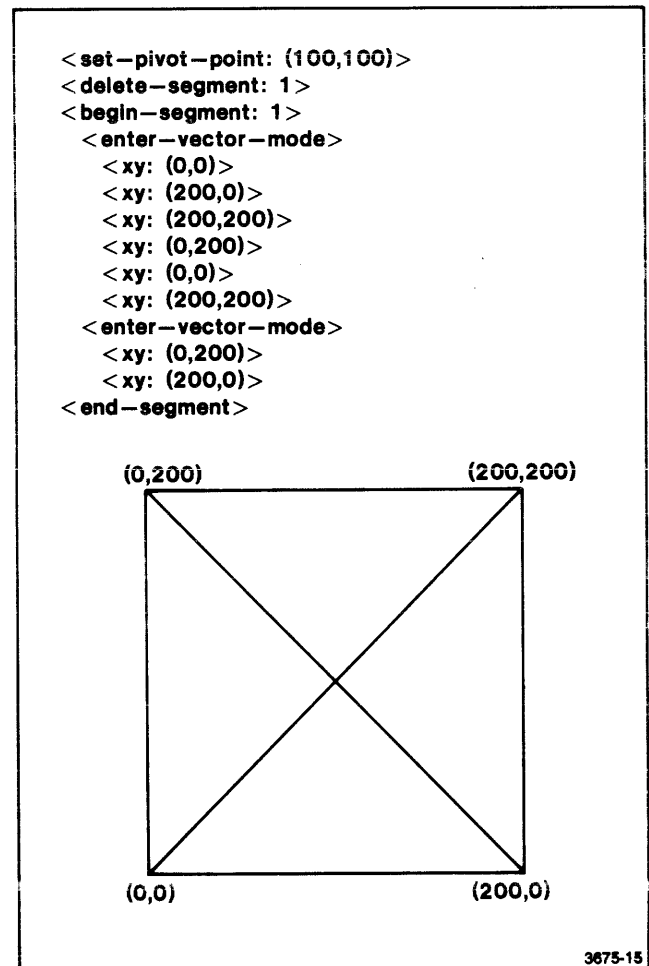 <set—pivot—point: (100,100)>
<delete—segment: 1>
<begin—segment: 1>
<enter—vector—mode>
<xy: (0,0)>
<xy: (200,0)>
<xy: (200,200)>
<xy: (0,200)>
<xy: (0,0)>
<xy: (200,200)>
<enter—vector—mode>
<xy: (0,200)>
<xy: (200,0)>
<end—segment>
(0,200) (200,200)
(0,0) (200,0)
3675-15